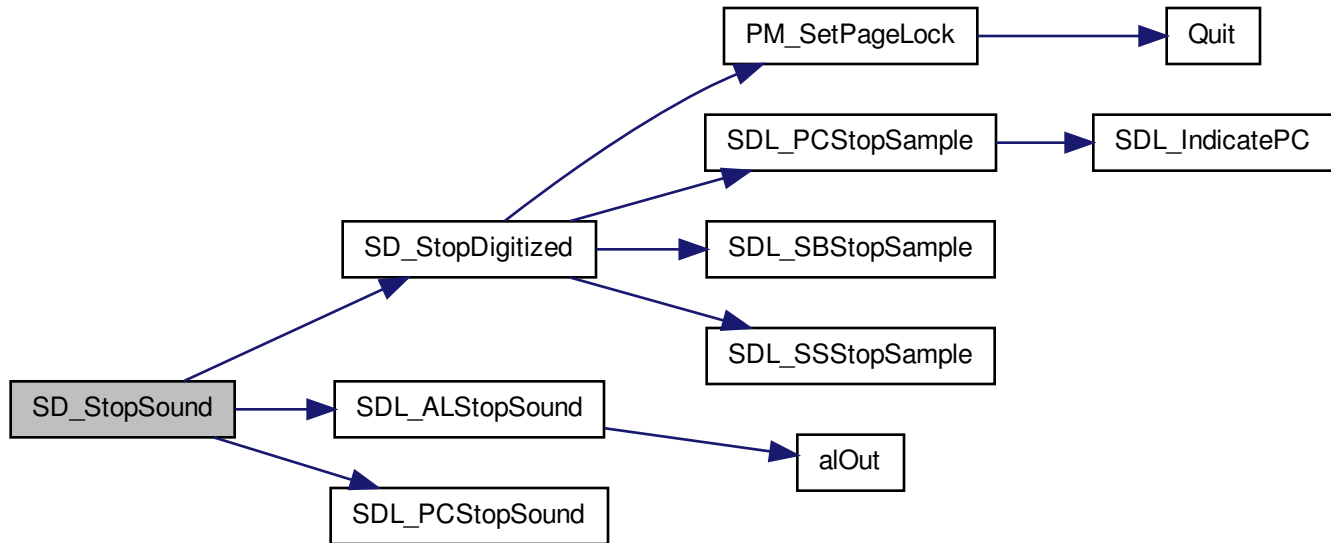 PM_SetPageLock
Quit
SDL_PCStopSample
SDL_IndicatePC
SD_StopDigitized
SDL_SBStopSample
SDL_SSStopSample
SD_StopSound
SDL_ALStopSound
alOut
SDL_PCStopSound